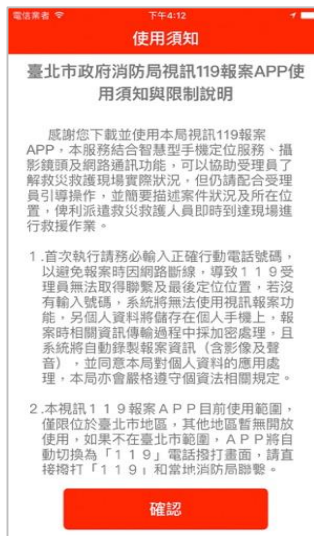 電信業者 下午4:12
使用須知
臺北市政府消防局視訊119報案APP使
用須知與限制說明
感謝您下載並使用本局視訊119報案
APP，本服務結合智慧型手機定位服務、攝
影鏡頭及網路通訊功能，可以協助受理員了
解救災救護現場實際狀況，但仍請配合受理
員引導操作，並簡要描述案件狀況及所在位
置，俾利派遣救災救護人員即時到達現場進
行救援作業。
１.首次執行請務必輸入正確行動電話號碼，
以避免報案時因網路斷線，導致１１９受
理員無法取得聯繫及最後定位位置，若沒
有輸入號碼，系統將無法使用視訊報案功
能，另個人資料將儲存在個人手機上，報
案時相關資訊傳輸過程中採加密處理，且
系統將自動錄製報案資訊（含影像及聲
音），並同意本局對個人資料的應用處
理，本局亦會嚴格遵守個資法相關規定。
２.本視訊１１９報案ＡＰＰ目前使用範圍，
僅限位於臺北市地區，其他地區暫無開放
使用，如果不在臺北市範圍，ＡＰＰ將自
動切換為「１１９」電話撥打畫面，請直
接撥打「１１９」和當地消防局聯繫。
確認